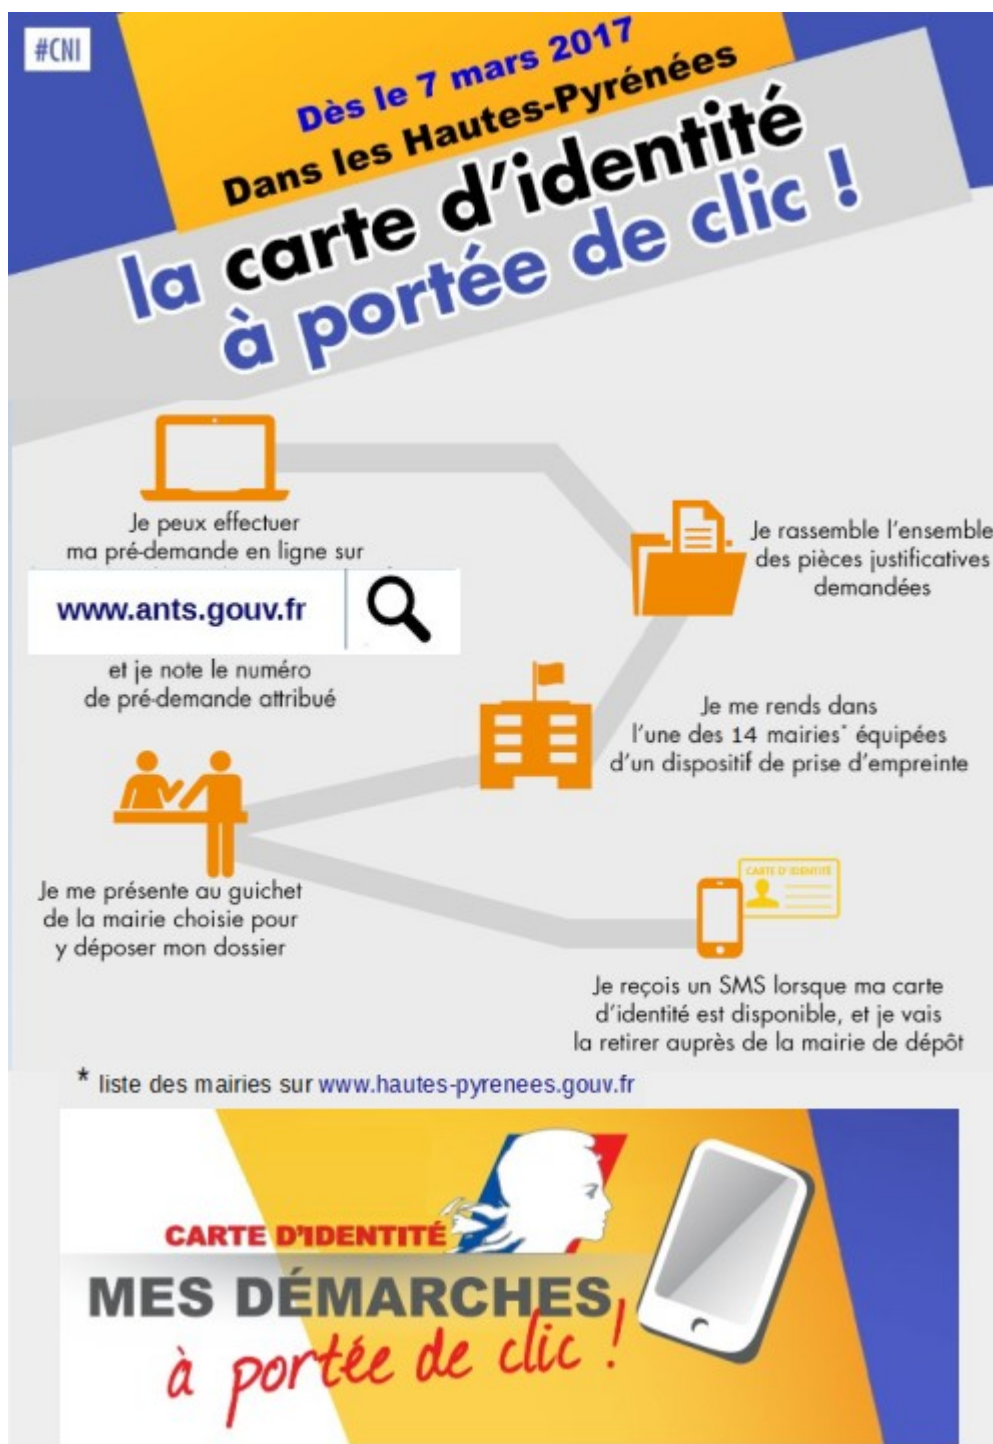 #CNI
Dès le 7 mars 2017
Dans les Hautes-Pyrénées
la carte d'identité
à portée de clic !
Je peux effectuer
ma pré-demande en ligne sur
www.ants.gouv.fr
et je note le numéro
de pré-demande attribué
Je rassemble l'ensemble
des pièces justificatives
demandées
Je me rends dans
l'une des 14 mairies* équipées
d'un dispositif de prise d'empreinte
Je me présente au guichet
de la mairie choisie pour
y déposer mon dossier
CARTE D'IDENTITÉ
Je reçois un SMS lorsque ma carte
d'identité est disponible, et je vais
la retirer auprès de la mairie de dépôt
* liste des mairies sur www.hautes-pyrenees.gouv.fr
CARTE D'IDENTITÉ
MES DÉMARCHES
à portée de clic !